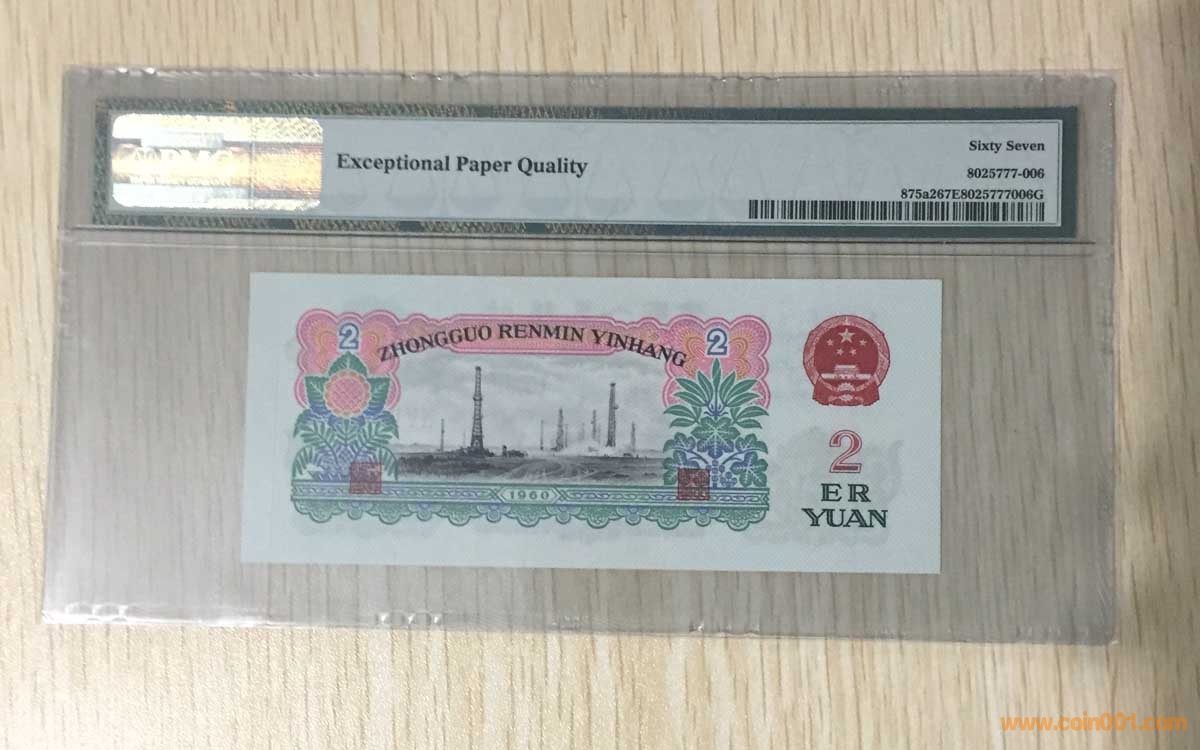 PMG
Exceptional Paper Quality
Sixty Seven
8025777-006
875a267E8025777006G
2 ZHONGGUO RENMIN YINHANG 2
1960
2
ER
YUAN
www.coin001.com